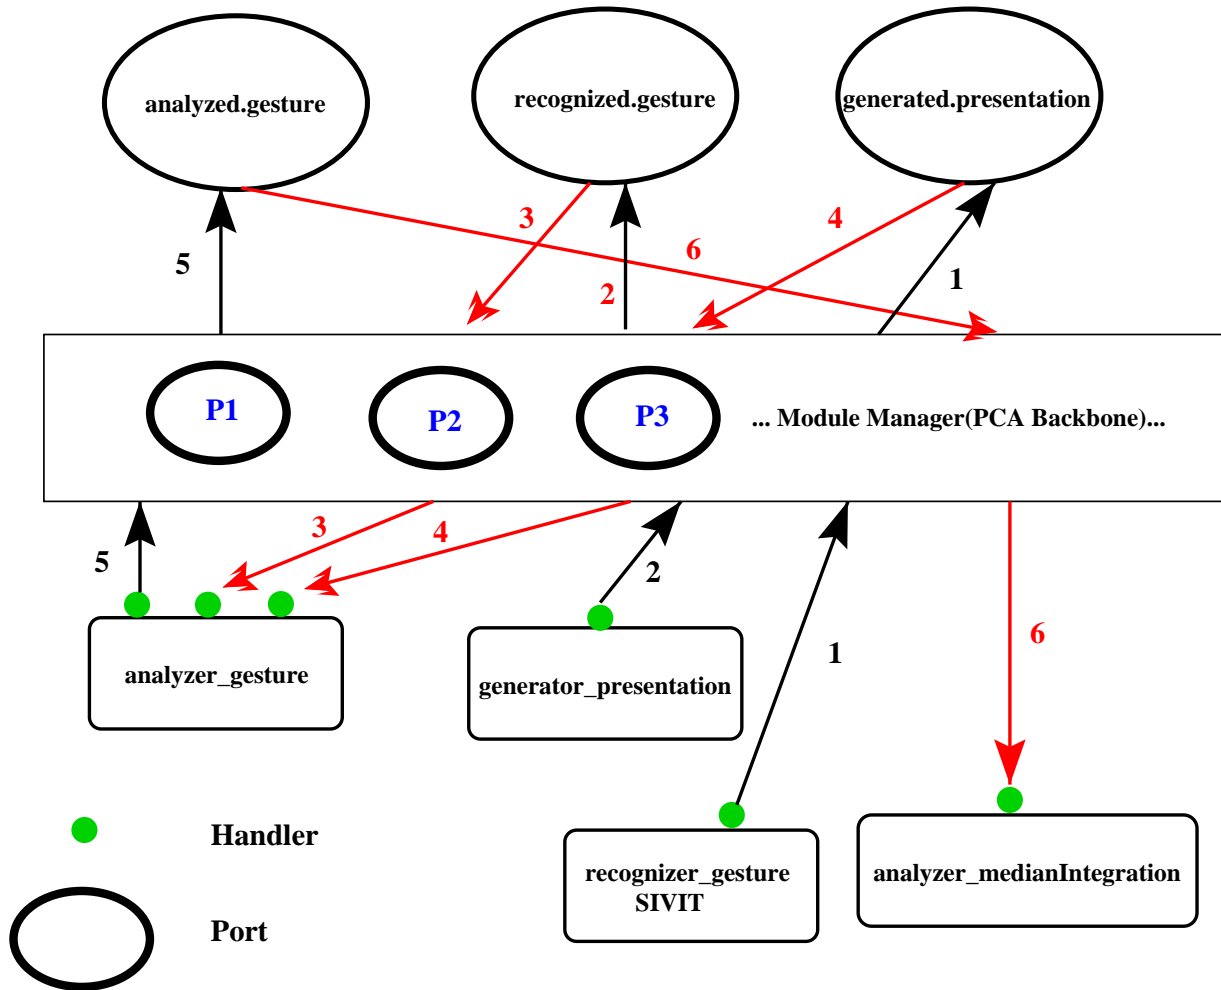 analyzed.gesture
recognized.gesture
generated.presentation
3
4
6
5
2
1
P1
P2
P3
... Module Manager(PCA Backbone)...
3
4
5
2
6
1
analyzer_gesture
generator_presentation
Handler
recognizer_gesture
SIVIT
analyzer_medianIntegration
Port